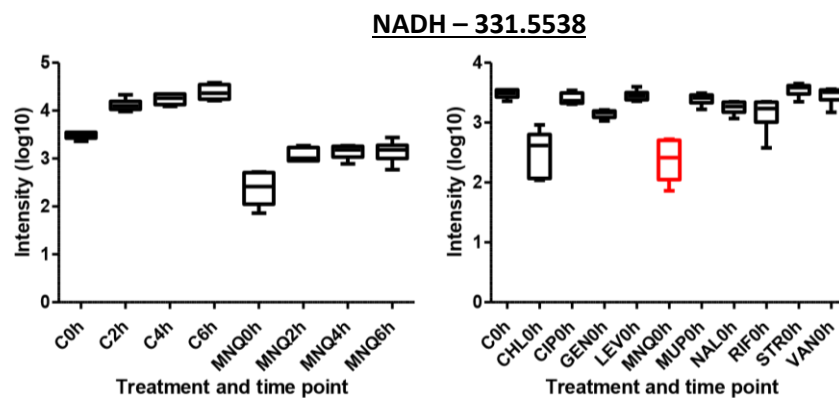 NADH – 331.5538
Intensity (log10)
5
4
3
2
1
0
C0h
C2h
C4h
C6h
MNQ0h
MNQ2h
MNQ4h
MNQ6h
Treatment and time point
Intensity (log10)
4
3
2
1
0
C0h
CHL0h
CIP0h
GEN0h
LEV0h
MNQ0h
MUP0h
NAL0h
RIF0h
STR0h
VAN0h
Treatment and time point